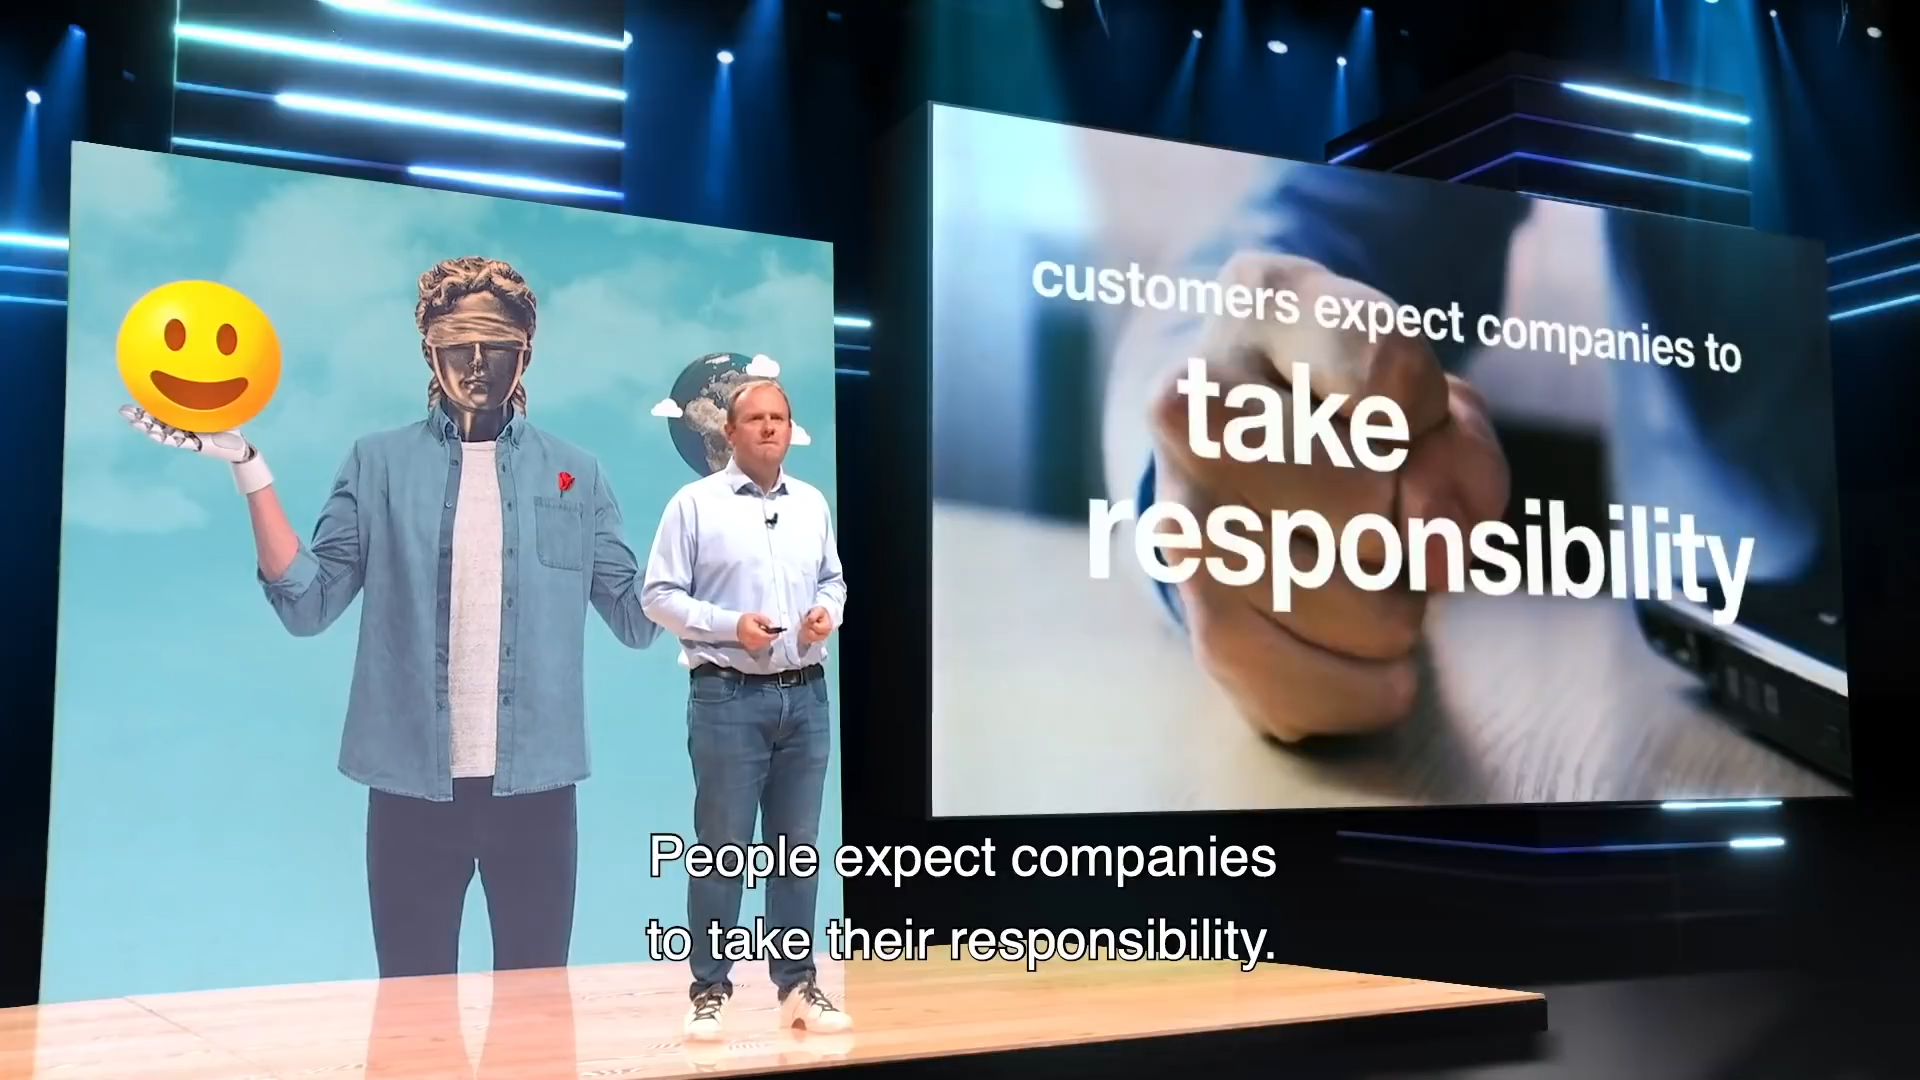 customers expect companies to
take
responsibility
People expect companies
to take their responsibility.